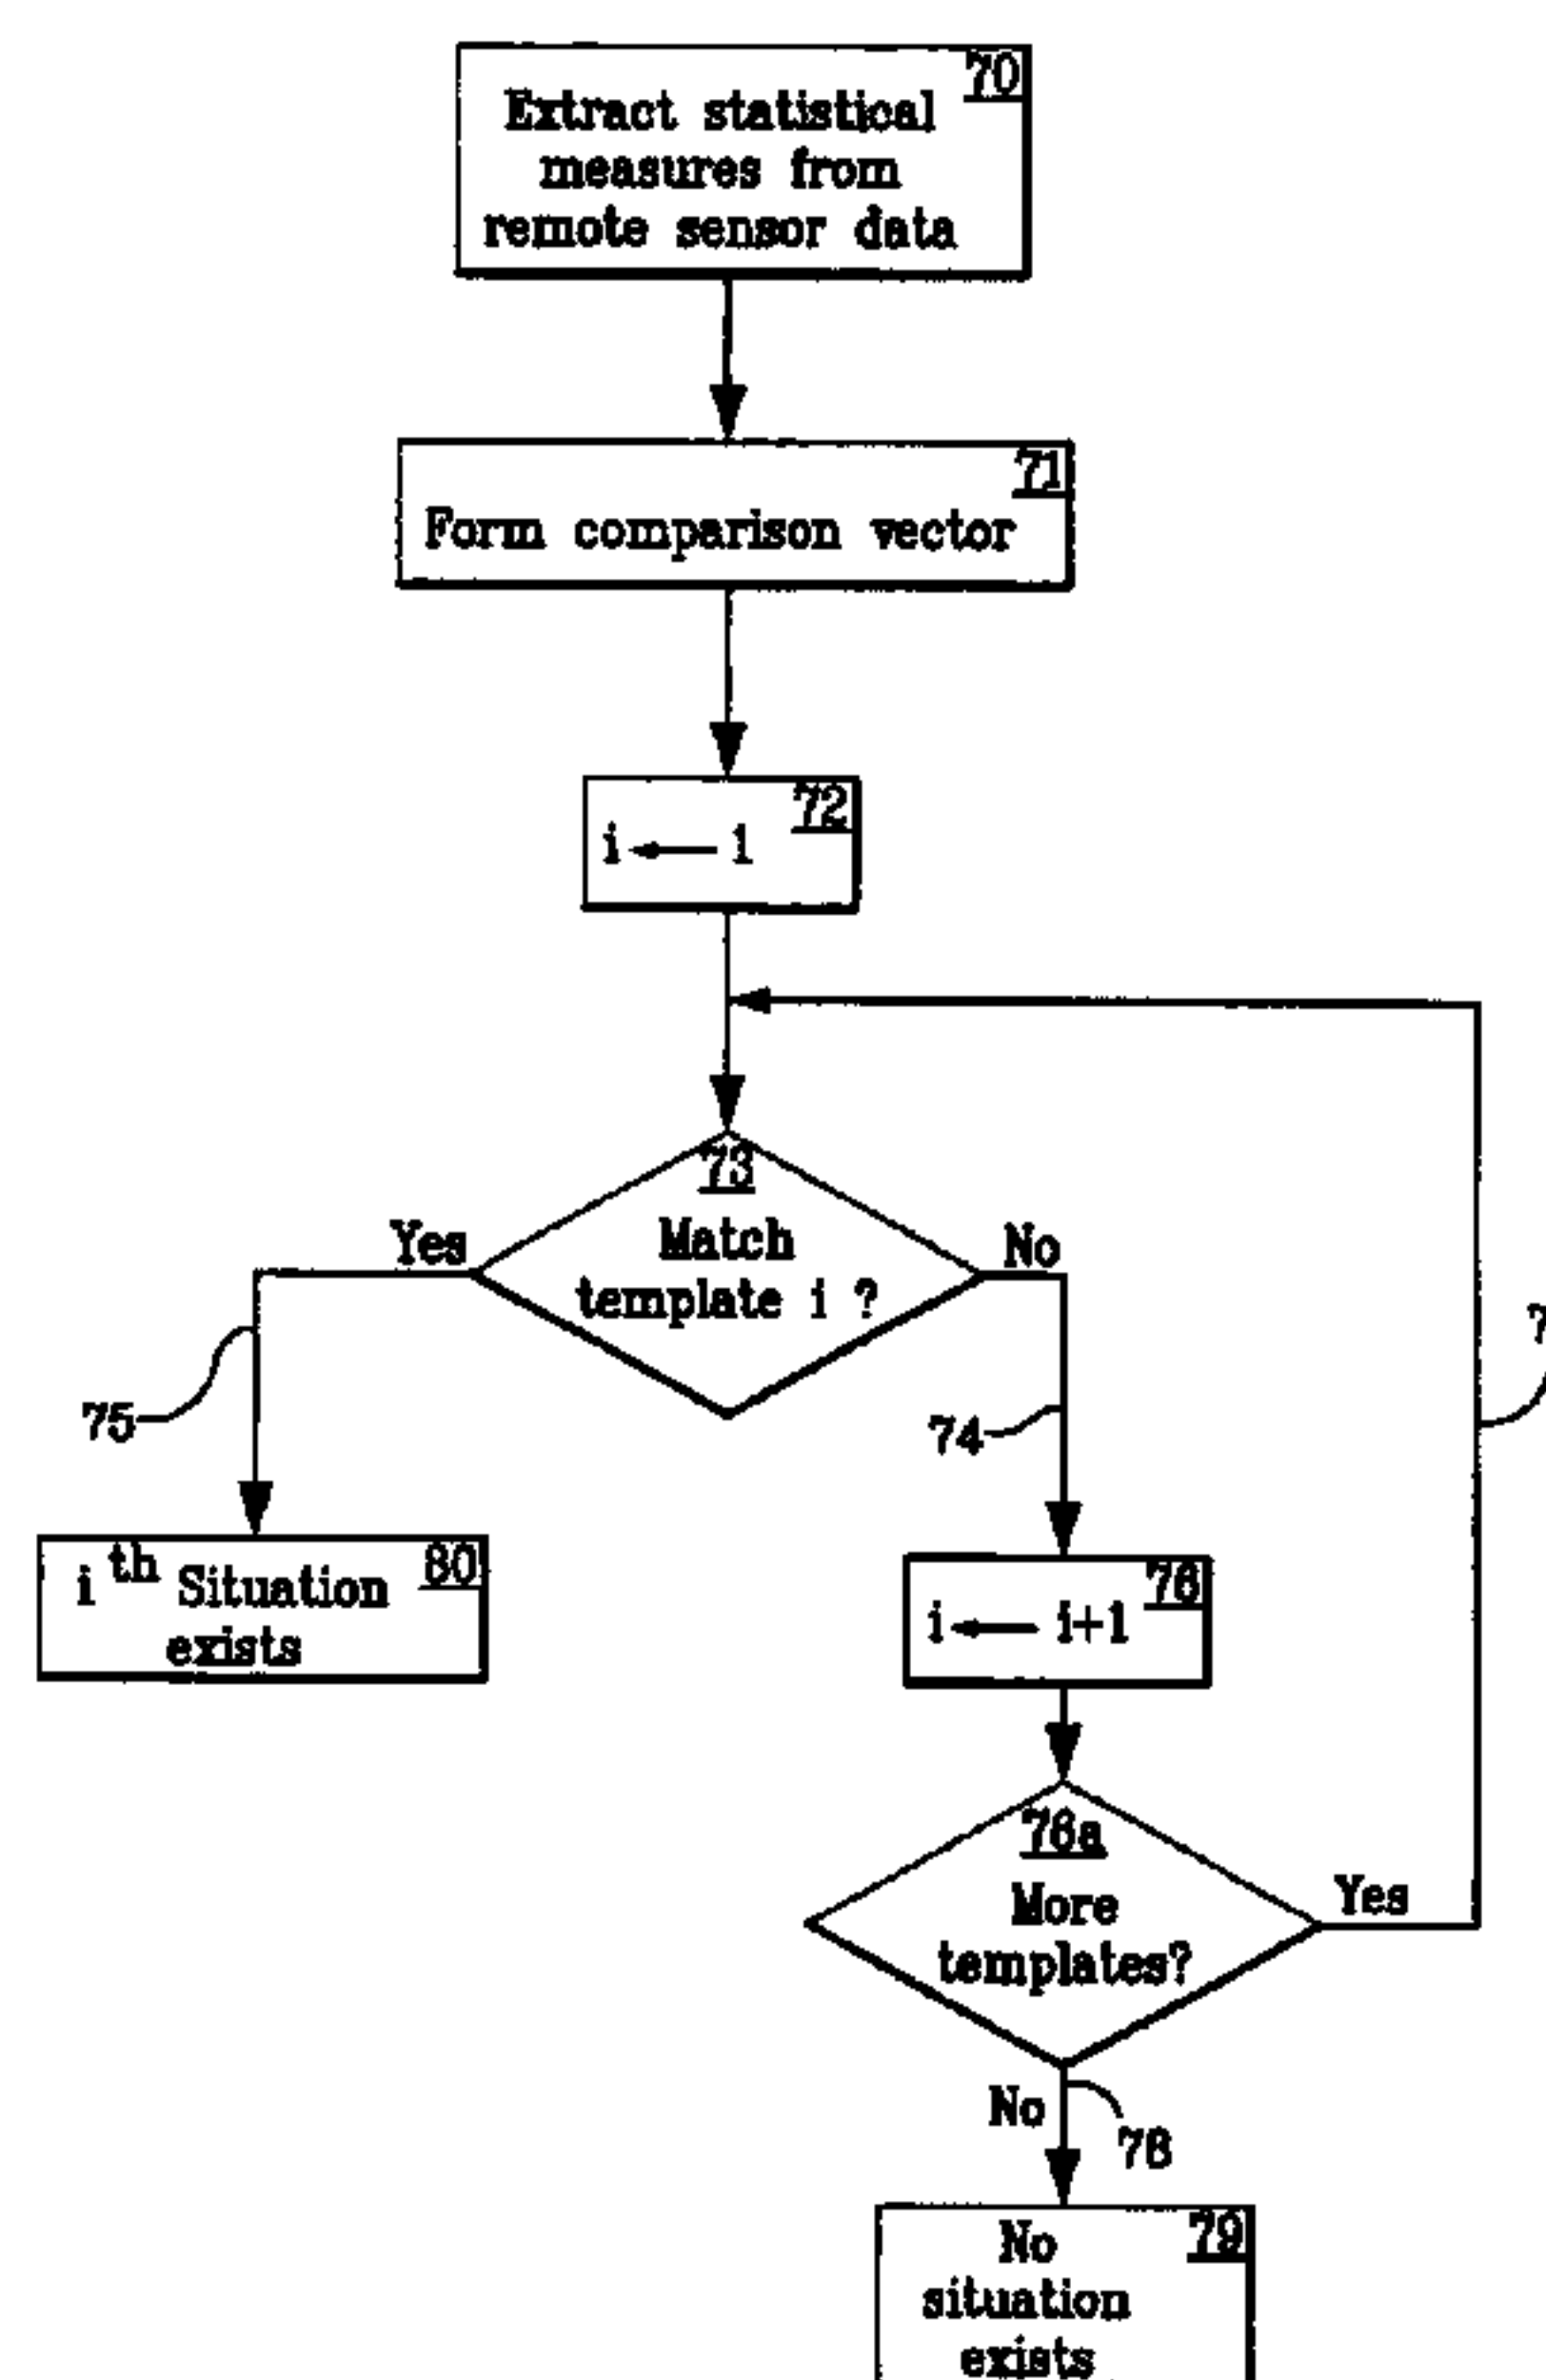 70
Extract statistical
measures from
remote sensor data
71
Form comparison vector
72
i ← 1
73
Match
template i ?
Yes
No
75
74
80
i th Situation
exists
76
i ← i+1
76a
More
templates?
Yes
No
78
79
No
situation
exists